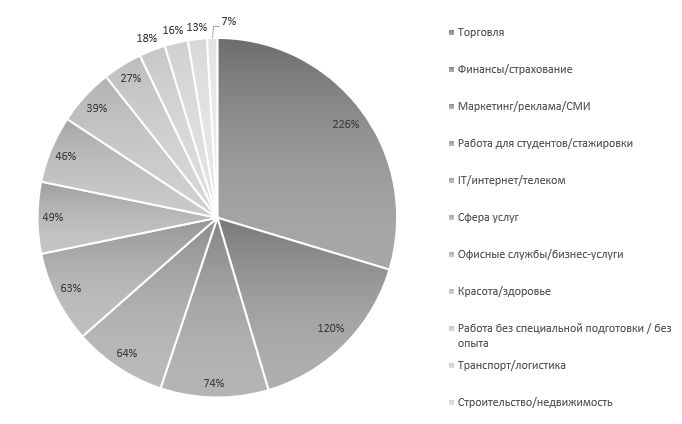 7%
13%
16%
18%
27%
39%
46%
49%
63%
64%
74%
120%
226%
Торговля
Финансы/страхование
Маркетинг/реклама/СМИ
Работа для студентов/стажировки
IT/интернет/телеком
Сфера услуг
Офисные службы/бизнес-услуги
Красота/здоровье
Работа без специальной подготовки / без
опыта
Транспорт/логистика
Строительство/недвижимость